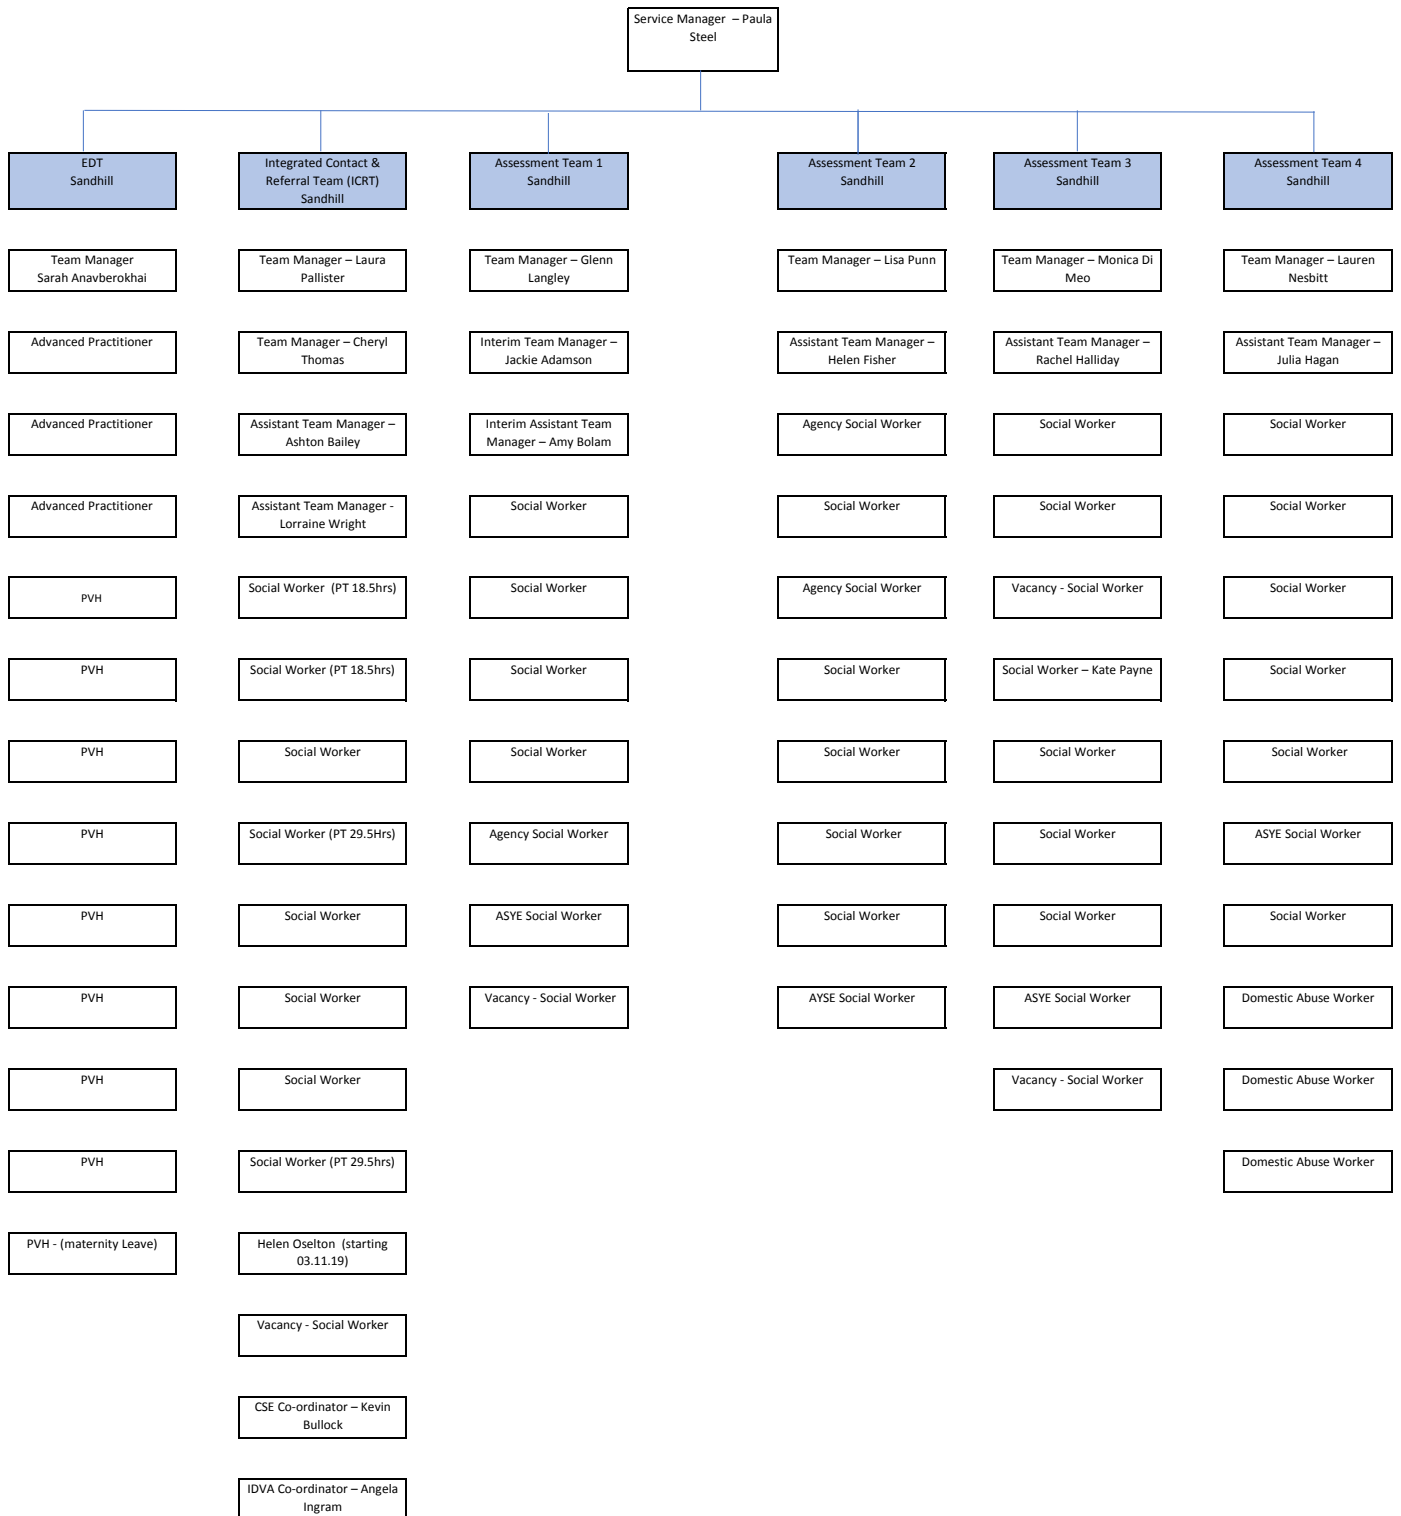 Service Manager – Paula
Steel
EDT
Sandhill
Integrated Contact &
Referral Team (ICRT)
Sandhill
Assessment Team 1
Sandhill
Assessment Team 2
Sandhill
Assessment Team 3
Sandhill
Assessment Team 4
Sandhill
Team Manager
Sarah Anavberokhai
Team Manager – Laura
Pallister
Team Manager – Glenn
Langley
Team Manager – Lisa Punn
Team Manager – Monica Di
Meo
Team Manager – Lauren
Nesbitt
Advanced Practitioner
Team Manager – Cheryl
Thomas
Interim Team Manager –
Jackie Adamson
Assistant Team Manager –
Helen Fisher
Assistant Team Manager –
Rachel Halliday
Assistant Team Manager –
Julia Hagan
Advanced Practitioner
Assistant Team Manager –
Ashton Bailey
Interim Assistant Team
Manager – Amy Bolam
Agency Social Worker
Social Worker
Social Worker
Advanced Practitioner
Assistant Team Manager -
Lorraine Wright
Social Worker
Social Worker
Social Worker
Social Worker
PVH
Social Worker (PT 18.5hrs)
Social Worker
Agency Social Worker
Vacancy - Social Worker
Social Worker
PVH
Social Worker (PT 18.5hrs)
Social Worker
Social Worker
Social Worker – Kate Payne
Social Worker
PVH
Social Worker
Social Worker
Social Worker
Social Worker
Social Worker
PVH
Social Worker (PT 29.5Hrs)
Agency Social Worker
Social Worker
Social Worker
ASYE Social Worker
PVH
Social Worker
ASYE Social Worker
Social Worker
Social Worker
Social Worker
PVH
Social Worker
Vacancy - Social Worker
AYSE Social Worker
ASYE Social Worker
Domestic Abuse Worker
PVH
Social Worker
Vacancy - Social Worker
Domestic Abuse Worker
PVH
Social Worker (PT 29.5hrs)
Domestic Abuse Worker
PVH - (maternity Leave)
Helen Oselton (starting
03.11.19)
Vacancy - Social Worker
CSE Co-ordinator – Kevin
Bullock
IDVA Co-ordinator – Angela
Ingram